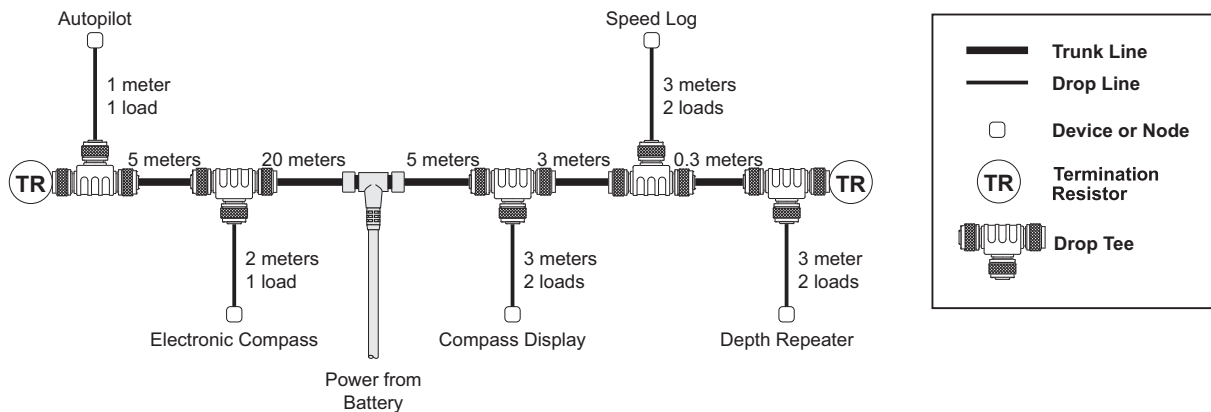 Autopilot
Speed Log
1 meter
1 load
3 meters
2 loads
TR
5 meters
20 meters
5 meters
3 meters
0.3 meters
TR
2 meters
1 load
3 meters
2 loads
3 meter
2 loads
Electronic Compass
Compass Display
Depth Repeater
Power from
Battery
Trunk Line
Drop Line
Device or Node
TR
Termination
Resistor
Drop Tee